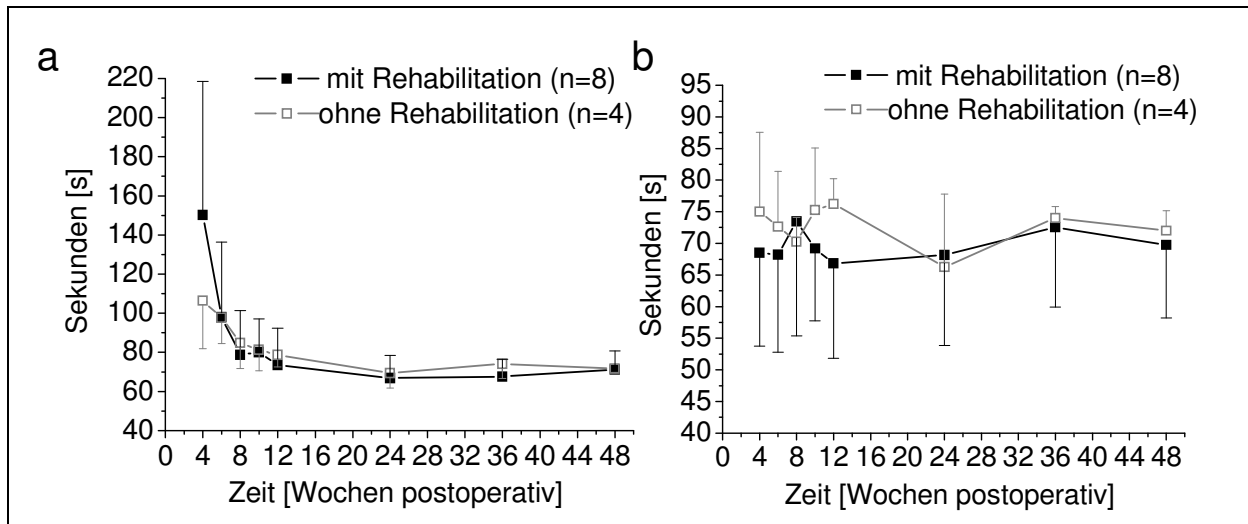 a
mit Rehabilitation (n=8)
ohne Rehabilitation (n=4)
220
200
180
160
140
120
100
80
60
40
Sekunden [s]
0 4 8 12 16 20 24 28 32 36 40 44 48
Zeit [Wochen postoperativ]
b
mit Rehabilitation (n=8)
ohne Rehabilitation (n=4)
95
90
85
80
75
70
65
60
55
50
45
40
Sekunden [s]
0 4 8 12 16 20 24 28 32 36 40 44 48
Zeit [Wochen postoperativ]